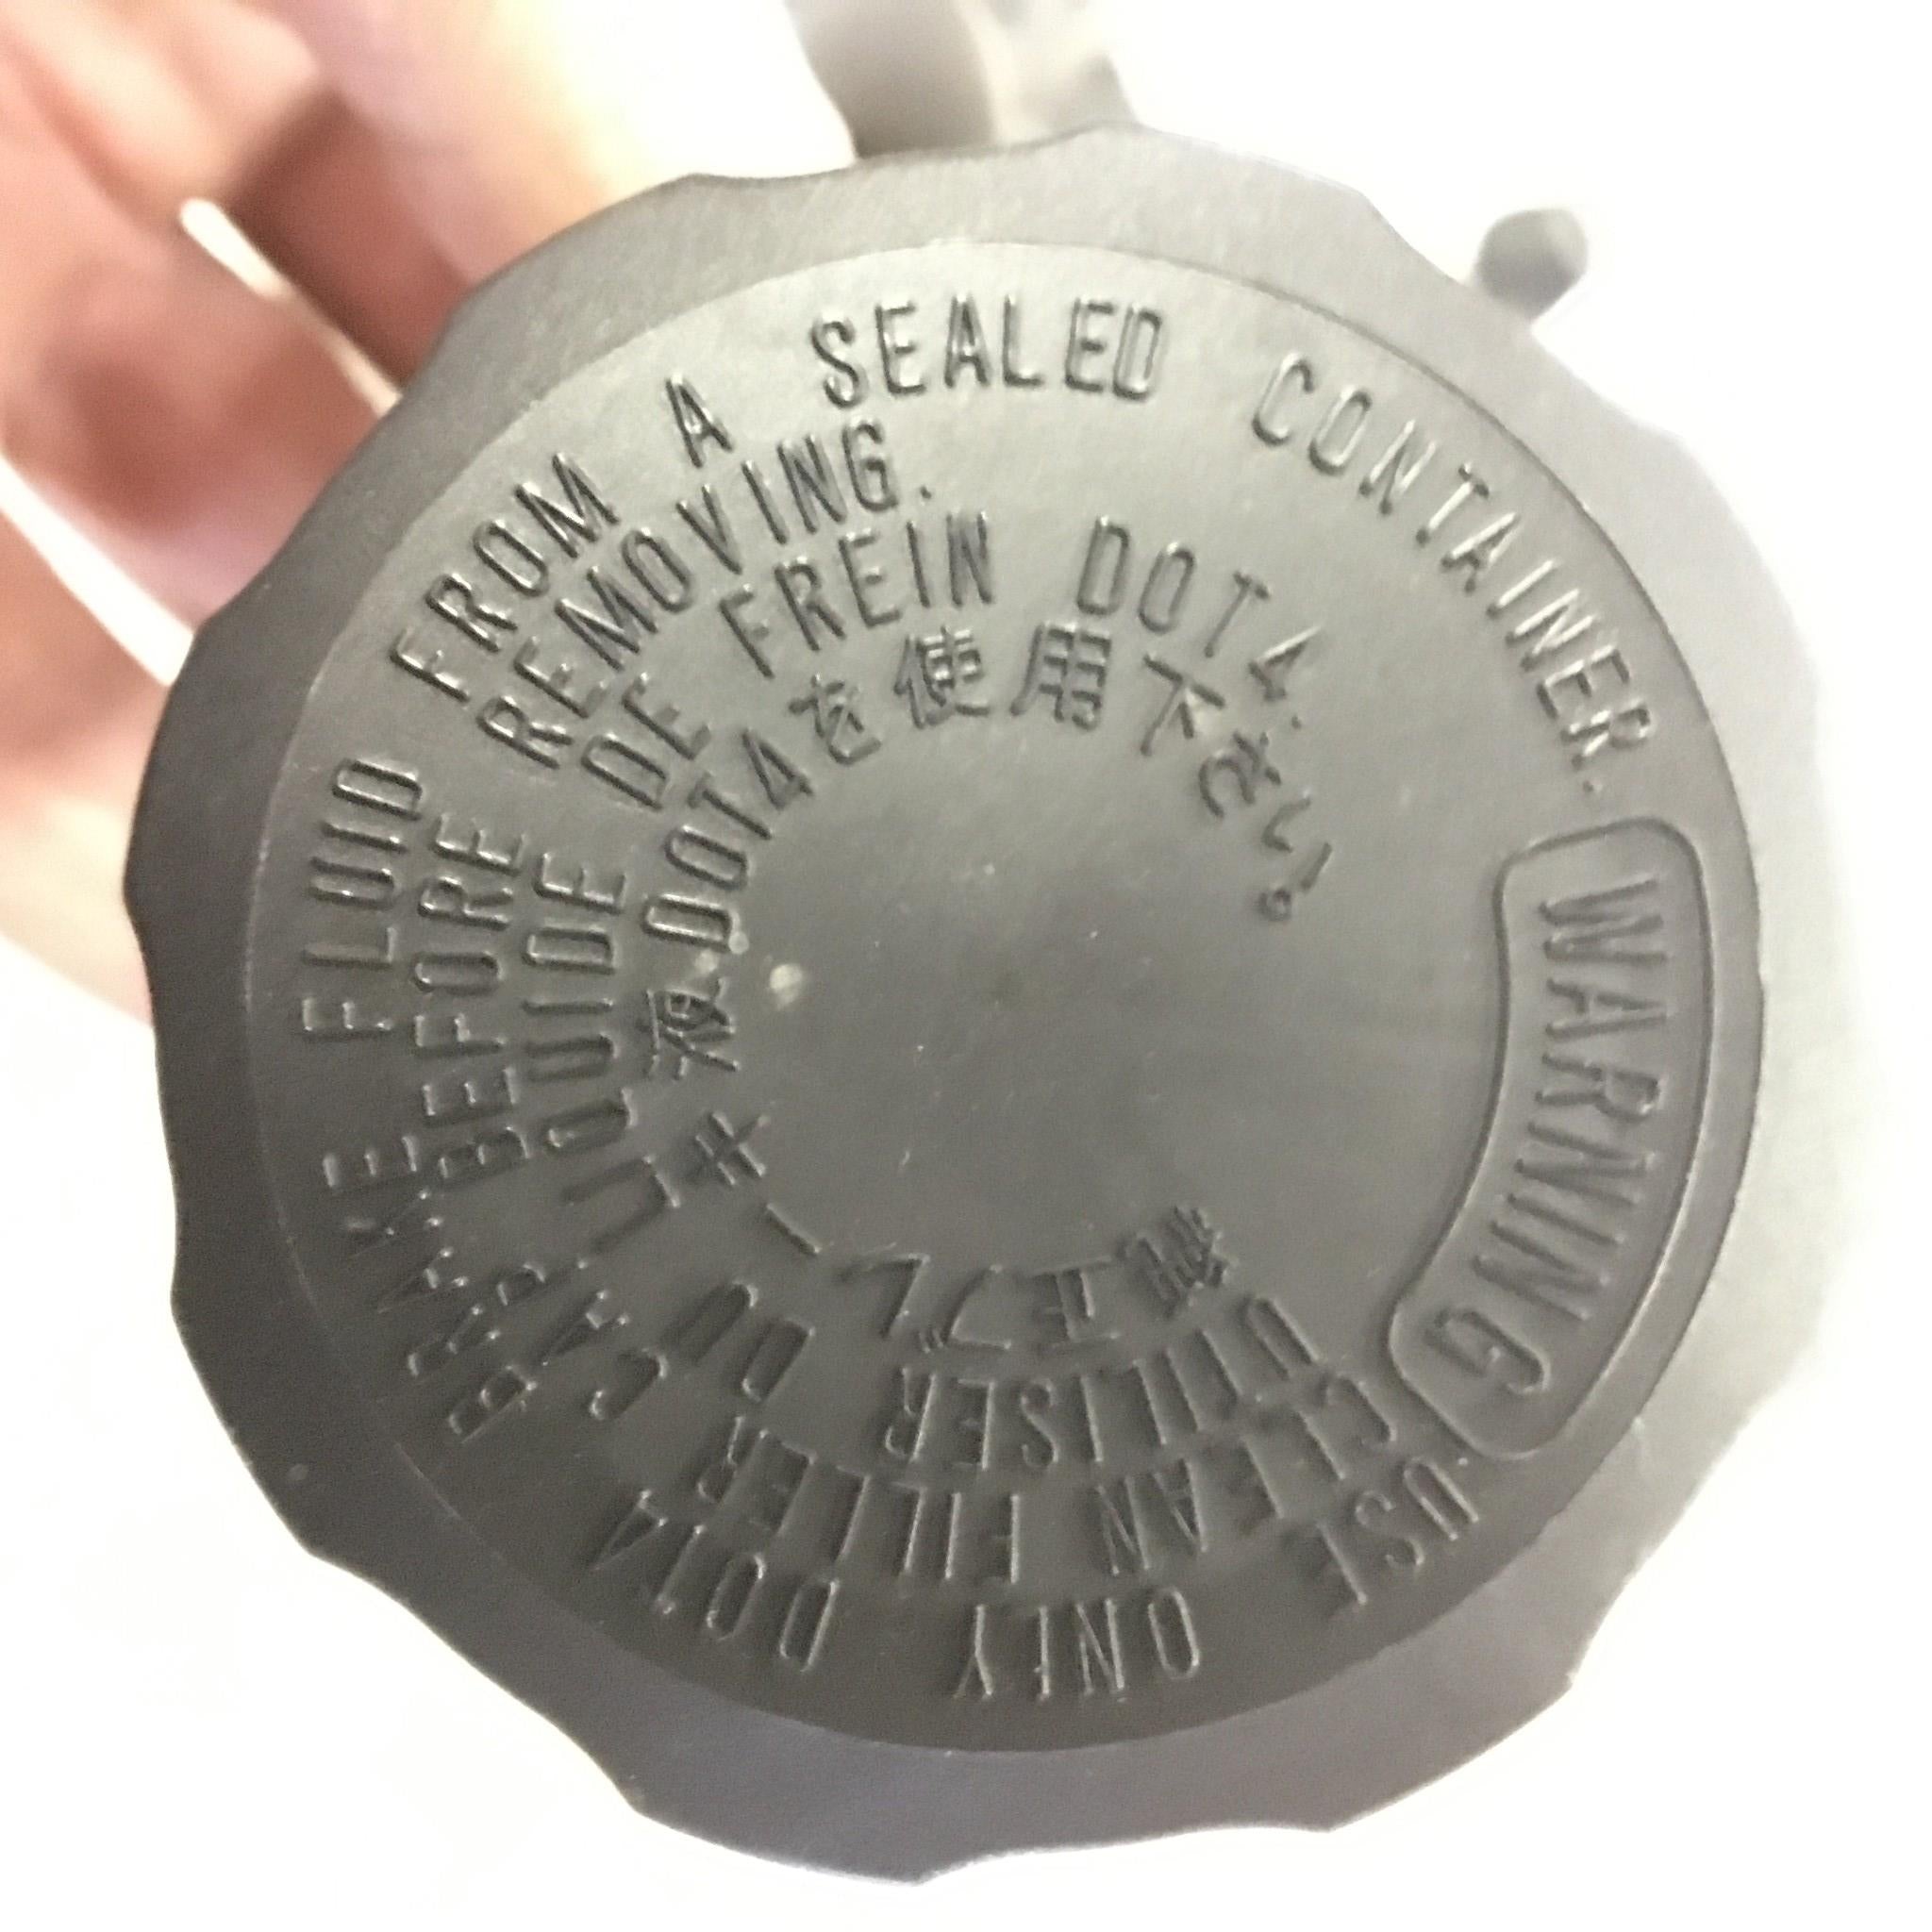 WARNING
USE ONLY DOT4 BRAKE FLUID FROM A SEALED CONTAINER.
CLEAN FILLER CAP BEFORE REMOVING.
UTILISER DU LIQUIDE DE FREIN DOT4.
純正ブレーキ液DOT4を使用下さい。